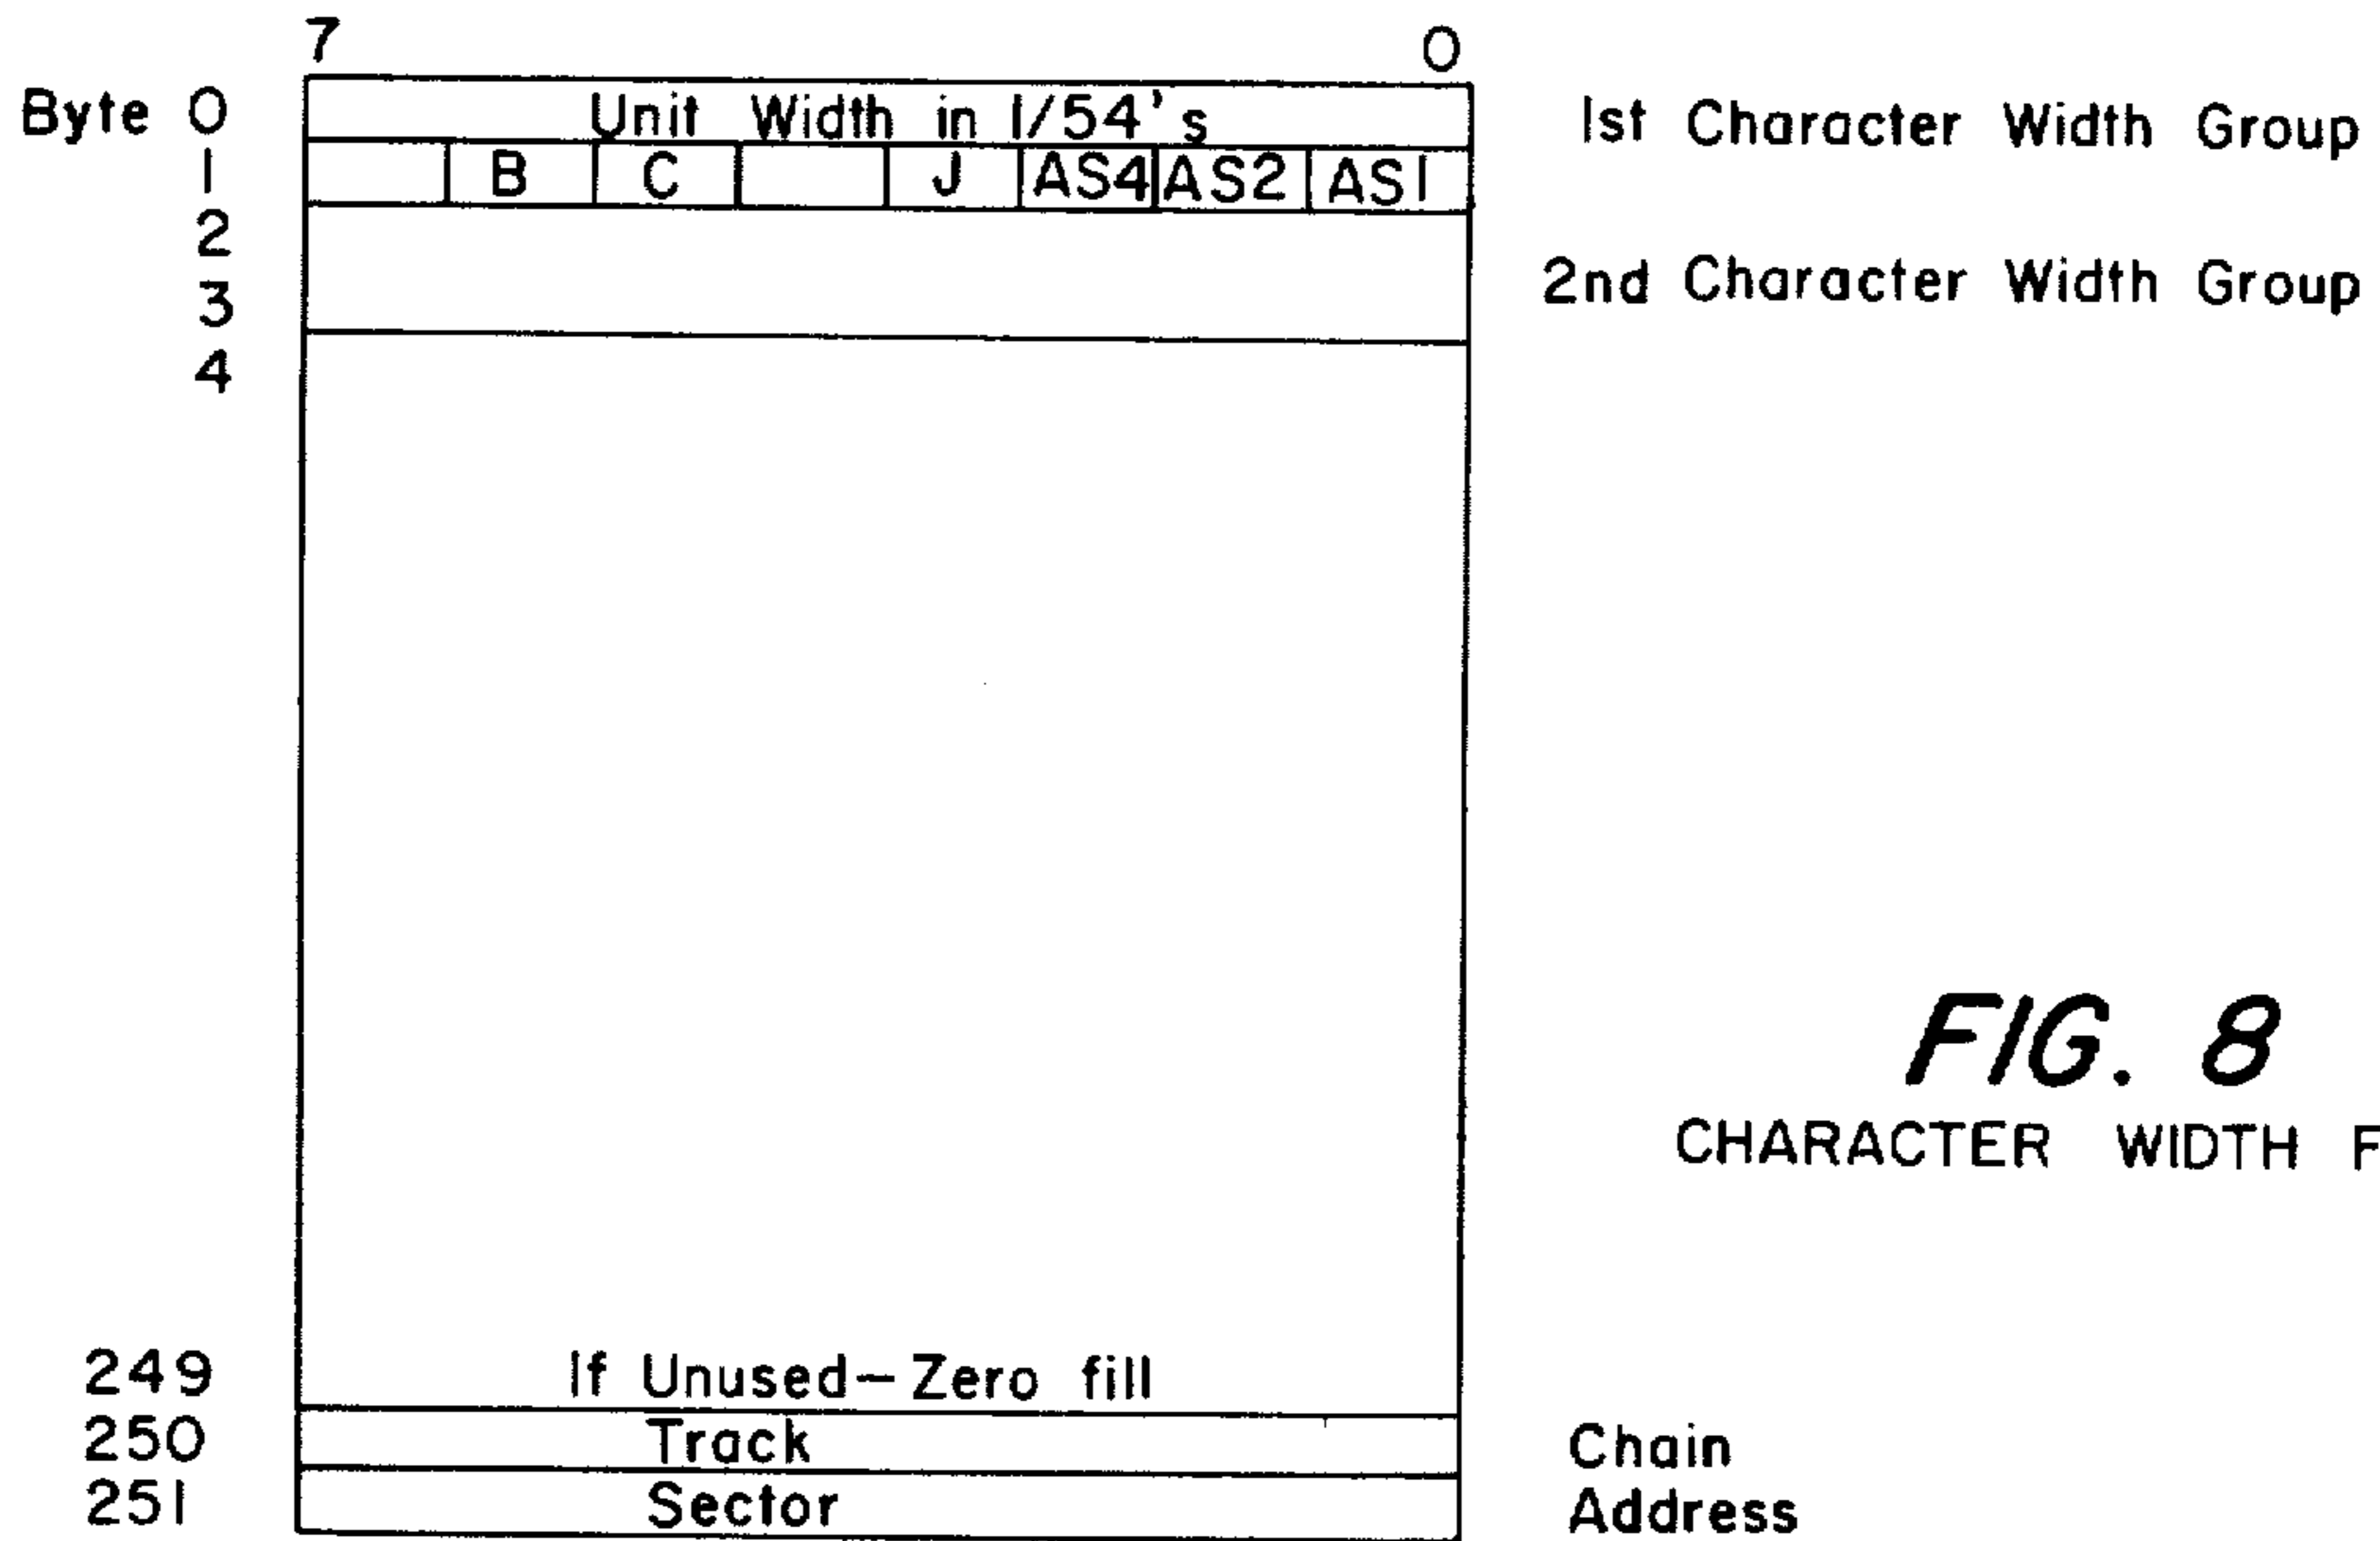 7 0
Byte 0 Unit Width in 1/54's 1st Character Width Group
1 B C J AS4 AS2 AS1
2
2nd Character Width Group
3
4
FIG. 8
CHARACTER WIDTH
249 If Unused-Zero fill
250 Track Chain
251 Sector Address